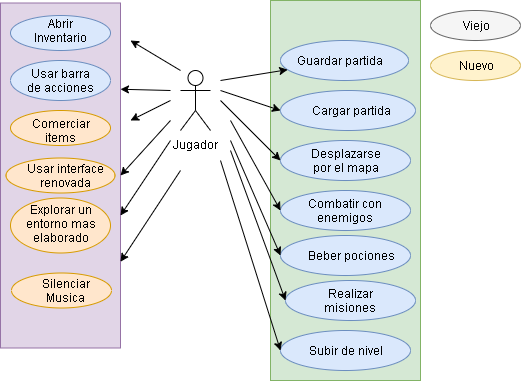 Abrir
Inventario
Usar barra
de acciones
Comerciar
items
Usar interface
renovada
Explorar un
entorno mas
elaborado
Silenciar
Musica
Jugador
Guardar partida
Cargar partida
Desplazarse
por el mapa
Combatir con
enemigos
Beber pociones
Realizar
misiones
Subir de nivel
Viejo
Nuevo